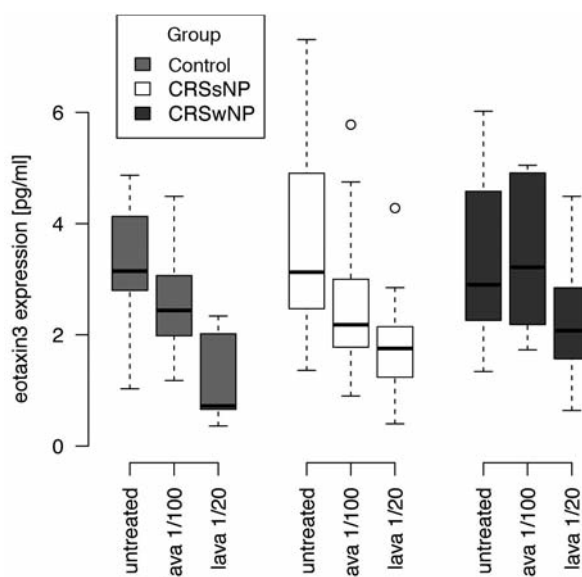 Group
Control
CRSsNP
CRSwNP
eotaxin3 expression [pg/ml]
6
4
2
0
untreated
ava 1/100
lava 1/20
untreated
ava 1/100
lava 1/20
untreated
ava 1/100
lava 1/20